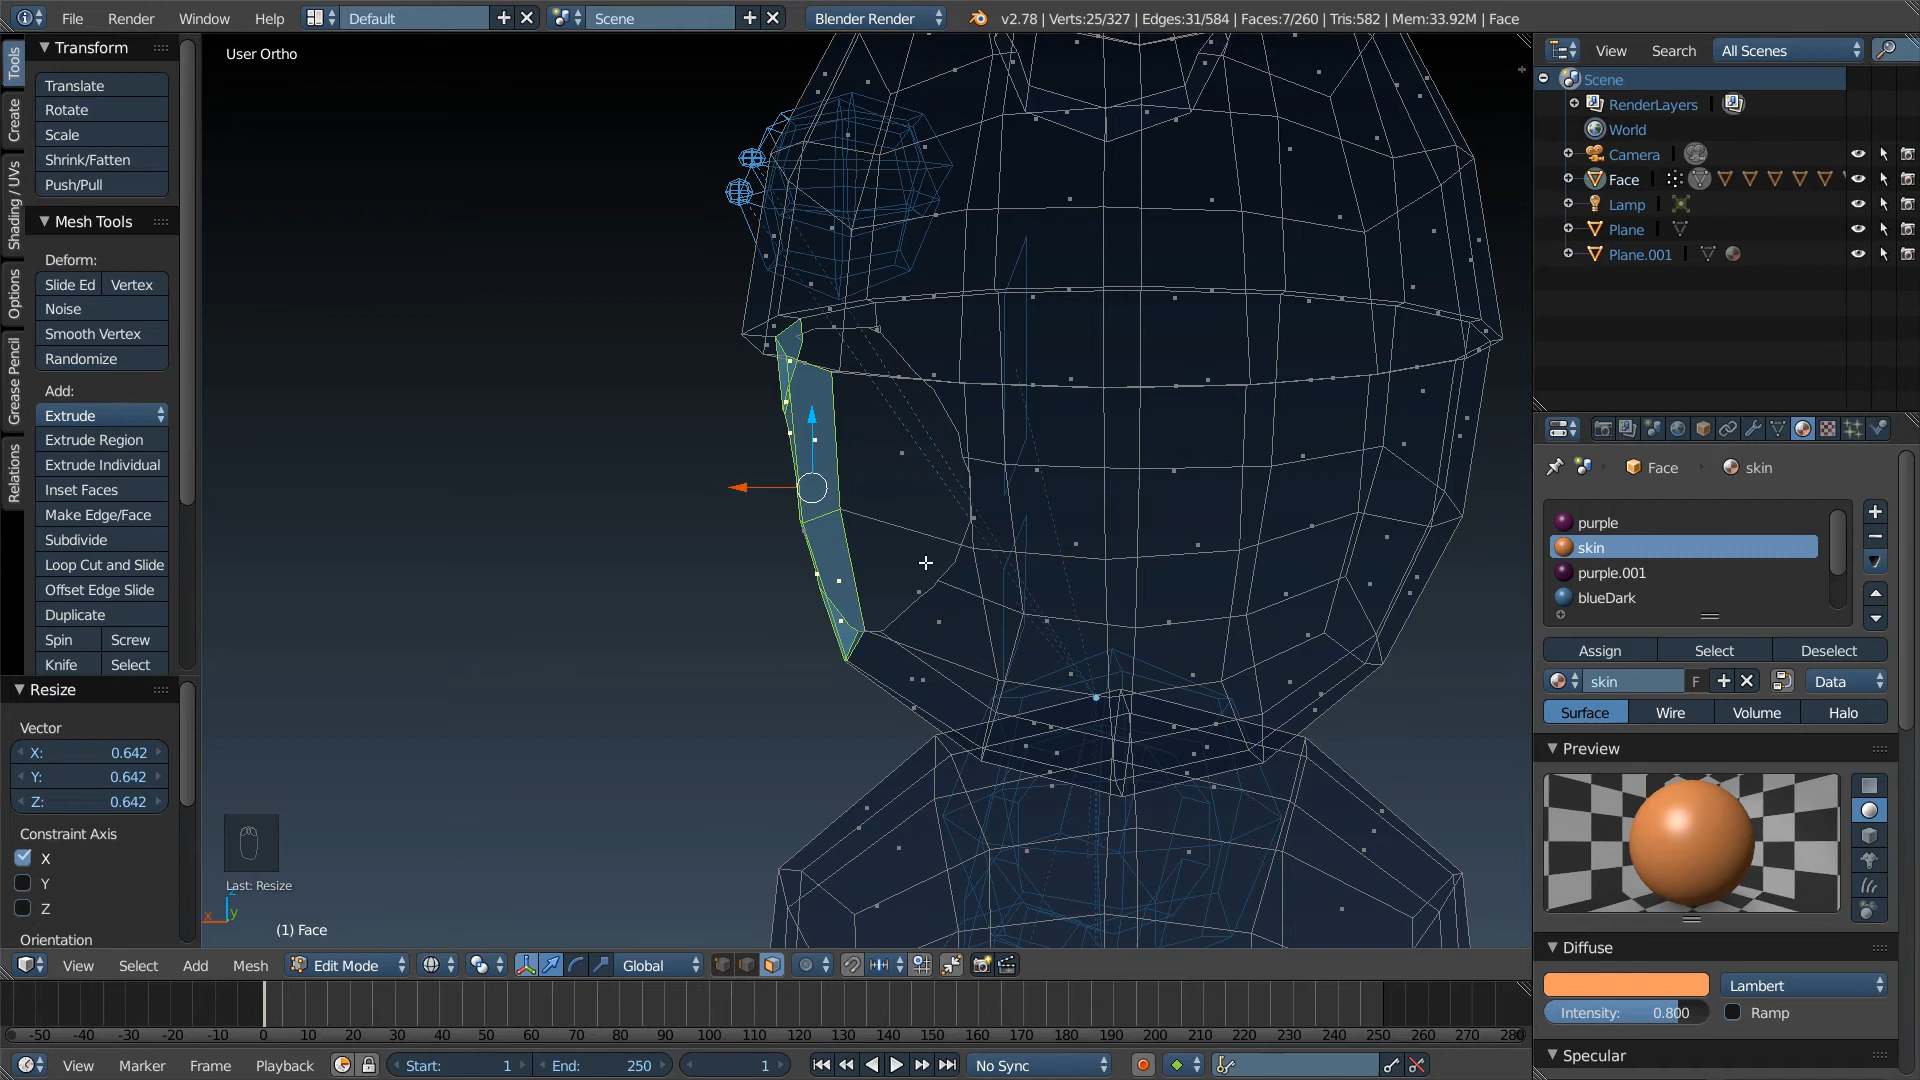 File Render Window Help Default Scene Blender Render v2.78 | Verts:25/327 | Edges:31/584 | Faces:7/260 | Tris:582 | Mem:33.92M | Face
Tools
Create
Shading / UVs
Options
Grease Pencil
Relations
Transform
Translate
Rotate
Scale
Shrink/Fatten
Push/Pull
Mesh Tools
Deform:
Slide Ed Vertex
Noise
Smooth Vertex
Randomize
Add:
Extrude
Extrude Region
Extrude Individual
Inset Faces
Make Edge/Face
Subdivide
Loop Cut and Slide
Offset Edge Slide
Duplicate
Spin Screw
Knife Select
Resize
Vector
X: 0.642
Y: 0.642
Z: 0.642
Constraint Axis
X
Y
Z
Orientation
User Ortho
Last: Resize
z
x y
(1) Face
View Select Add Mesh Edit Mode Global
-50 -40 -30 -20 -10 0 10 20 30 40 50 60 70 80 90 100 110 120 130 140 150 160 170 180 190 200 210 220 230 240 250 260 270 280
View Marker Frame Playback Start: 1 End: 250 1 No Sync
View Search All Scenes
Scene
RenderLayers
World
Camera
Face
Lamp
Plane
Plane.001
Face skin
purple
skin
purple.001
blueDark
Assign Select Deselect
skin F Data
Surface Wire Volume Halo
Preview
Diffuse
Lambert
Intensity: 0.800 Ramp
Specular